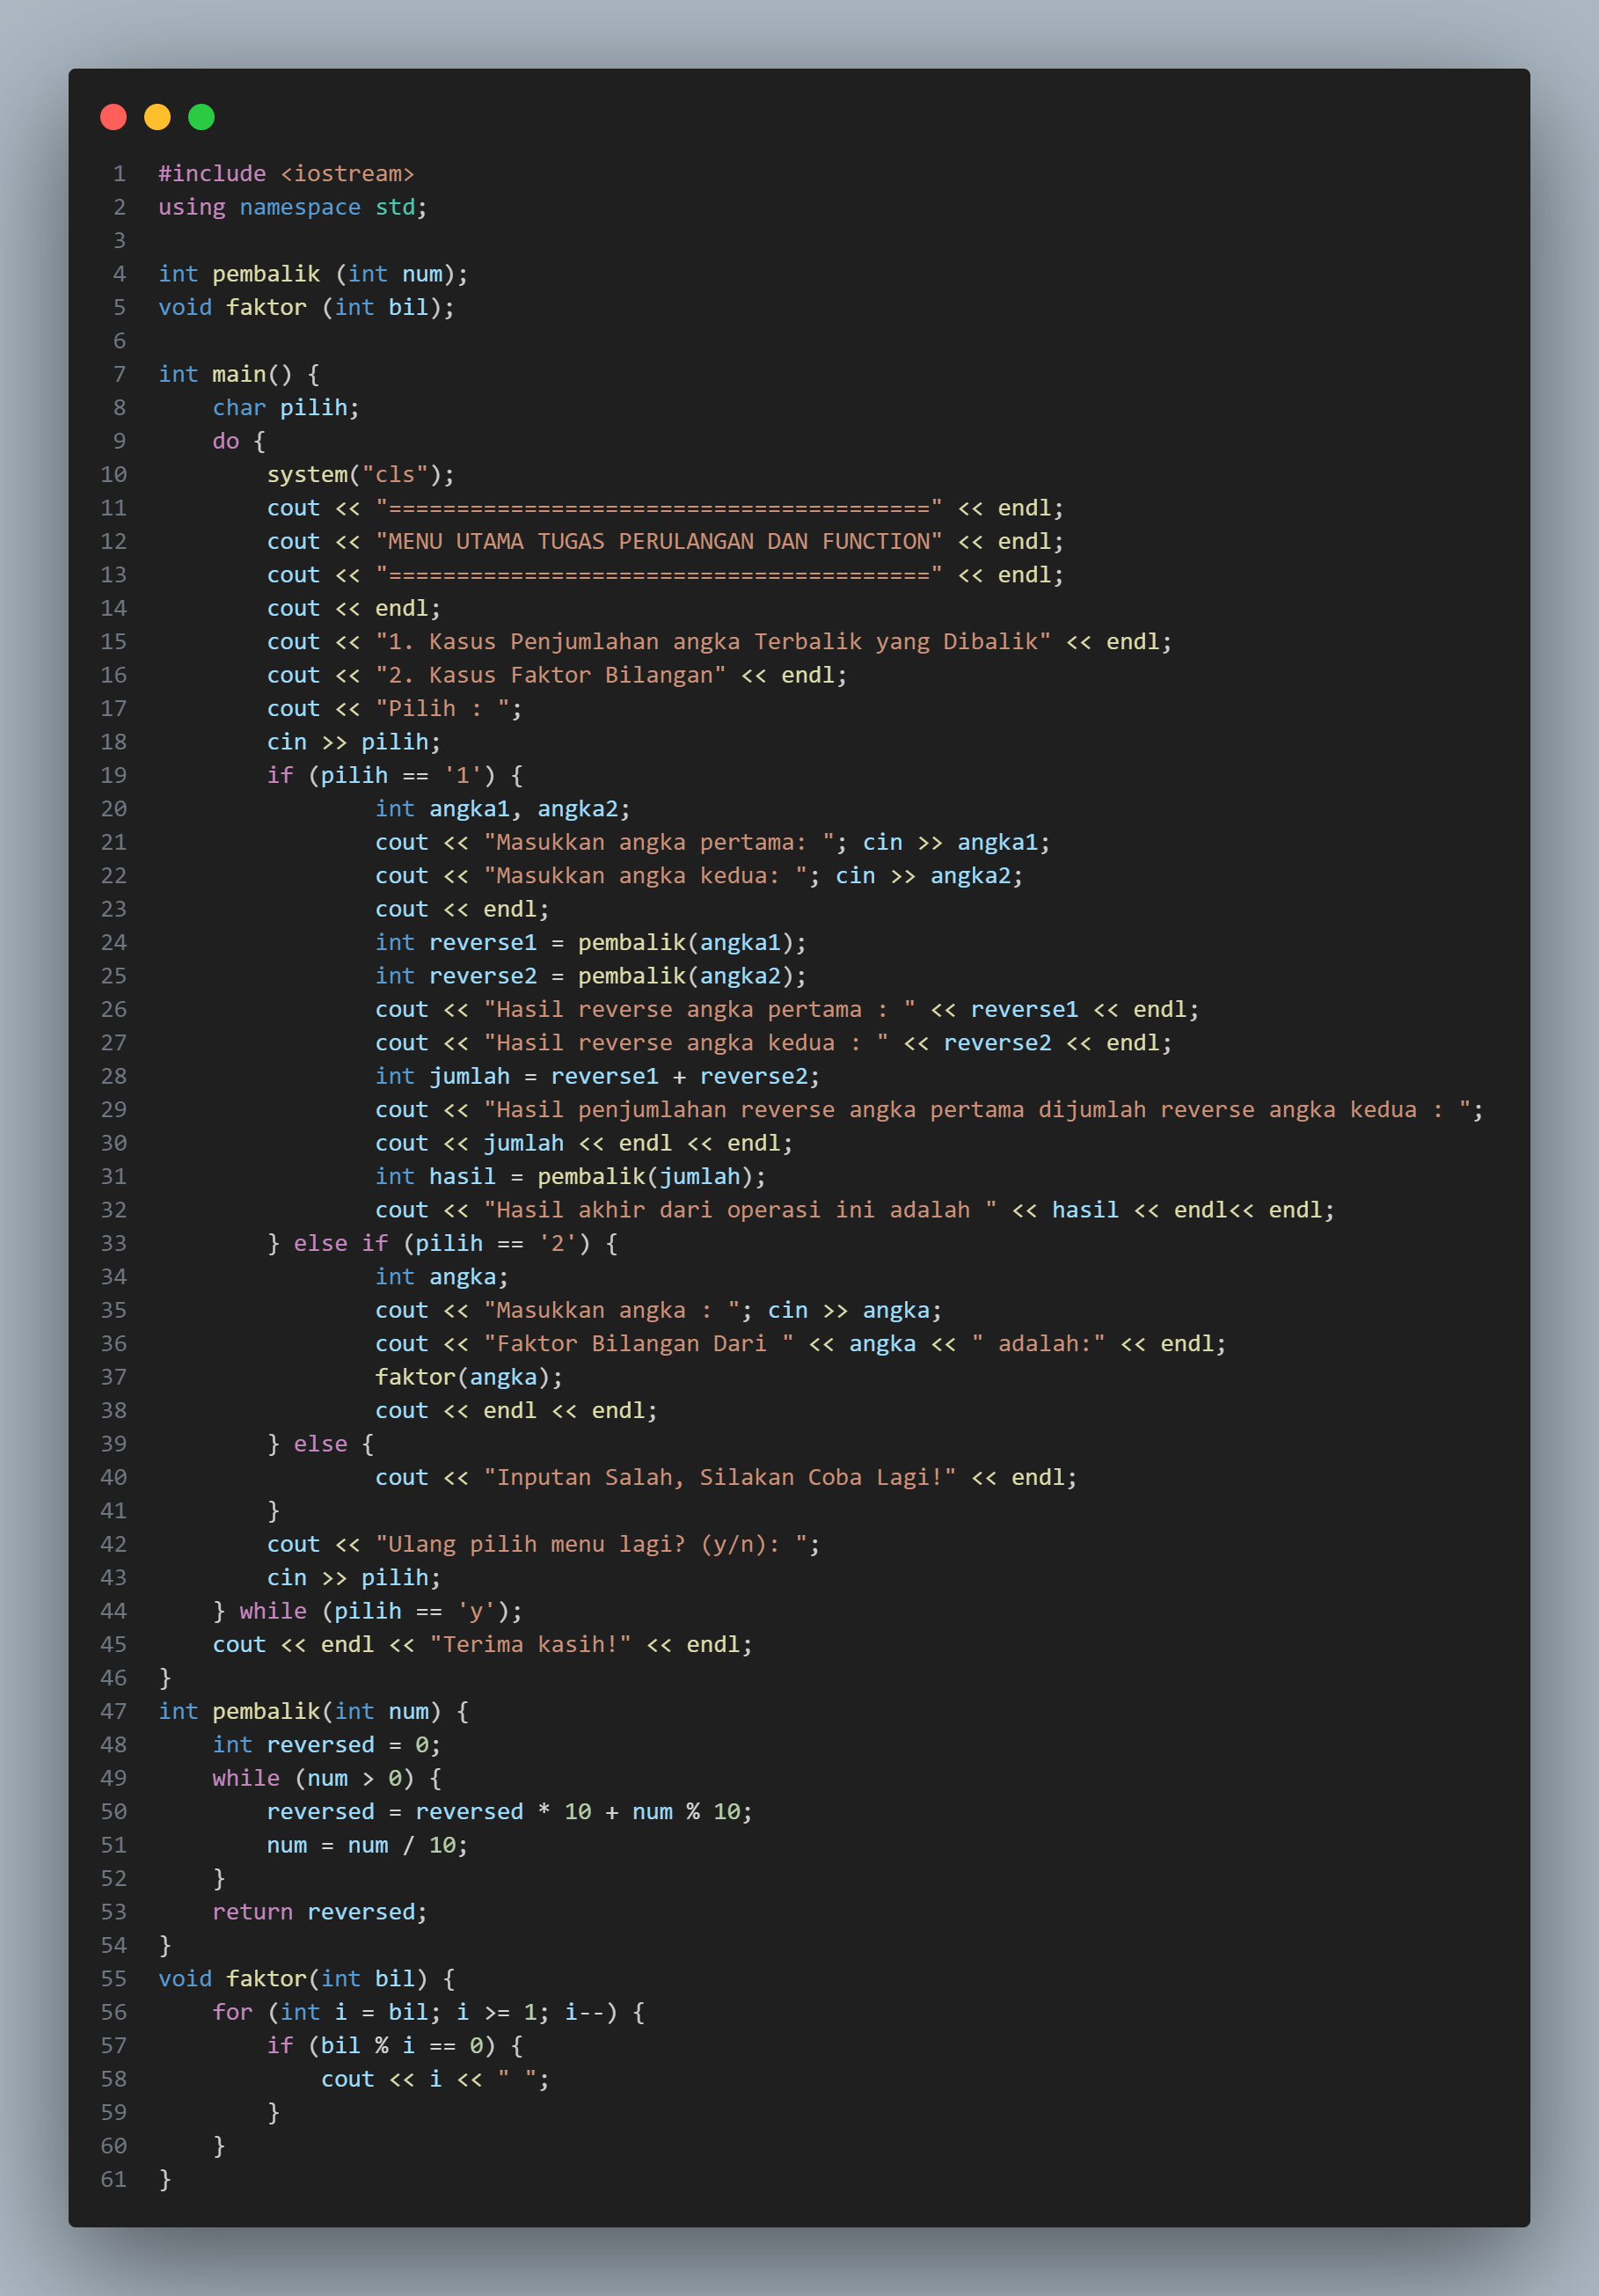 1 #include <iostream>
2 using namespace std;
3
4 int pembalik (int num);
5 void faktor (int bil);
6
7 int main() {
8     char pilih;
9     do {
10         system("cls");
11         cout << "========================================" << endl;
12         cout << "MENU UTAMA TUGAS PERULANGAN DAN FUNCTION" << endl;
13         cout << "========================================" << endl;
14         cout << endl;
15         cout << "1. Kasus Penjumlahan angka Terbalik yang Dibalik" << endl;
16         cout << "2. Kasus Faktor Bilangan" << endl;
17         cout << "Pilih : ";
18         cin >> pilih;
19         if (pilih == '1') {
20                 int angka1, angka2;
21                 cout << "Masukkan angka pertama: "; cin >> angka1;
22                 cout << "Masukkan angka kedua: "; cin >> angka2;
23                 cout << endl;
24                 int reverse1 = pembalik(angka1);
25                 int reverse2 = pembalik(angka2);
26                 cout << "Hasil reverse angka pertama : " << reverse1 << endl;
27                 cout << "Hasil reverse angka kedua : " << reverse2 << endl;
28                 int jumlah = reverse1 + reverse2;
29                 cout << "Hasil penjumlahan reverse angka pertama dijumlah reverse angka kedua : ";
30                 cout << jumlah << endl << endl;
31                 int hasil = pembalik(jumlah);
32                 cout << "Hasil akhir dari operasi ini adalah " << hasil << endl<< endl;
33         } else if (pilih == '2') {
34                 int angka;
35                 cout << "Masukkan angka : "; cin >> angka;
36                 cout << "Faktor Bilangan Dari " << angka << " adalah:" << endl;
37                 faktor(angka);
38                 cout << endl << endl;
39         } else {
40                 cout << "Inputan Salah, Silakan Coba Lagi!" << endl;
41         }
42         cout << "Ulang pilih menu lagi? (y/n): ";
43         cin >> pilih;
44     } while (pilih == 'y');
45     cout << endl << "Terima kasih!" << endl;
46 }
47 int pembalik(int num) {
48     int reversed = 0;
49     while (num > 0) {
50         reversed = reversed * 10 + num % 10;
51         num = num / 10;
52     }
53     return reversed;
54 }
55 void faktor(int bil) {
56     for (int i = bil; i >= 1; i--) {
57         if (bil % i == 0) {
58             cout << i << " ";
59         }
60     }
61 }